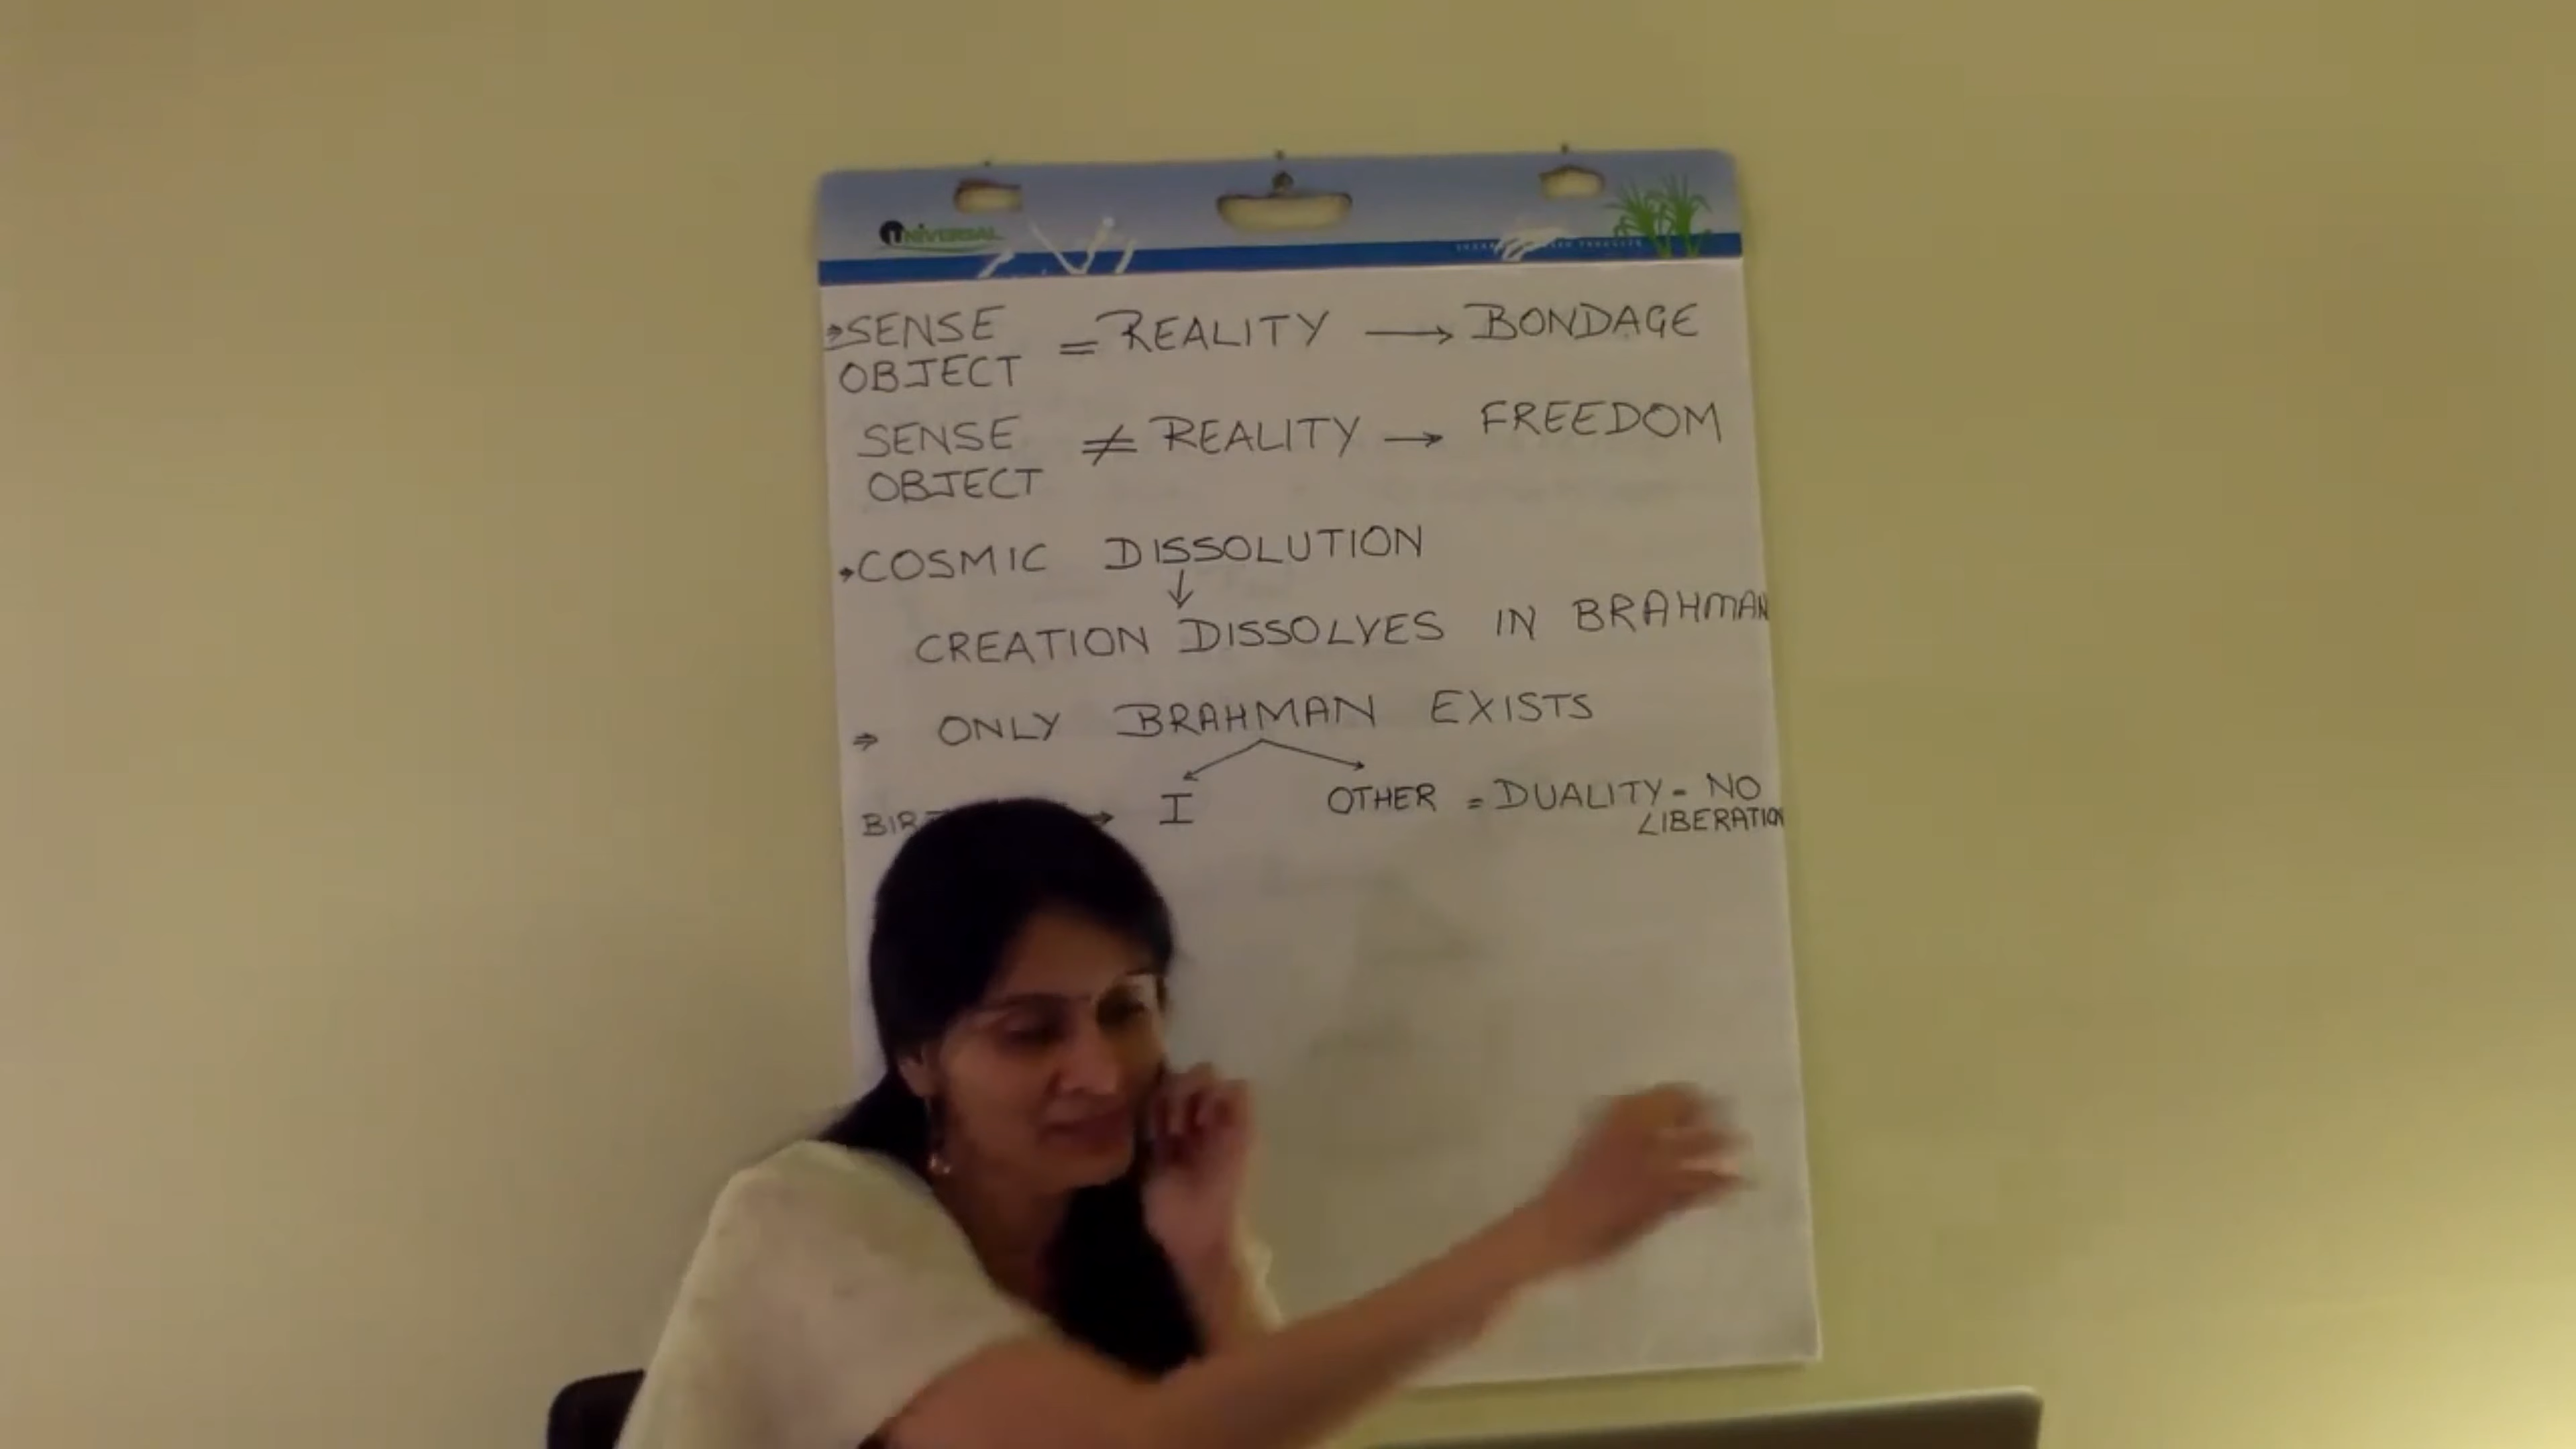 UNIVERSAL
SENSE OBJECT = REALITY → BONDAGE
SENSE OBJECT ≠ REALITY → FREEDOM
COSMIC DISSOLUTION
↓
CREATION DISSOLVES IN BRAHMAN
⇒ ONLY BRAHMAN EXISTS
→ I OTHER = DUALITY = NO LIBERATION